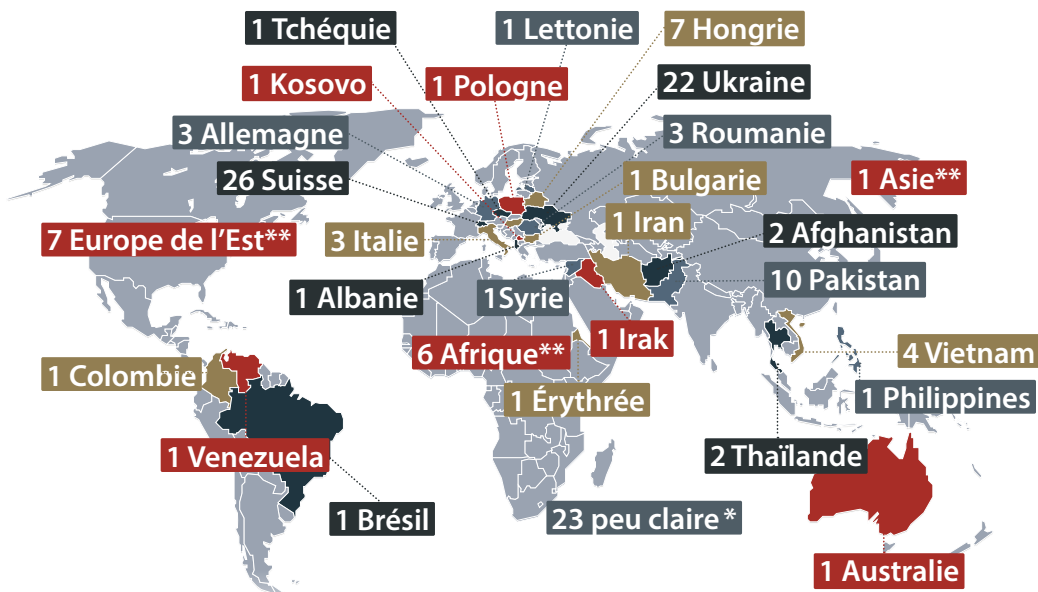 1 Tchéquie
1 Lettonie
7 Hongrie
1 Kosovo
1 Pologne
22 Ukraine
3 Allemagne
3 Roumanie
26 Suisse
1 Bulgarie
1 Asie**
7 Europe de l'Est**
3 Italie
1 Iran
2 Afghanistan
1 Albanie
1Syrie
10 Pakistan
6 Afrique**
1 Irak
4 Vietnam
1 Colombie
1 Érythrée
1 Philippines
1 Venezuela
2 Thaïlande
1 Brésil
23 peu claire *
1 Australie